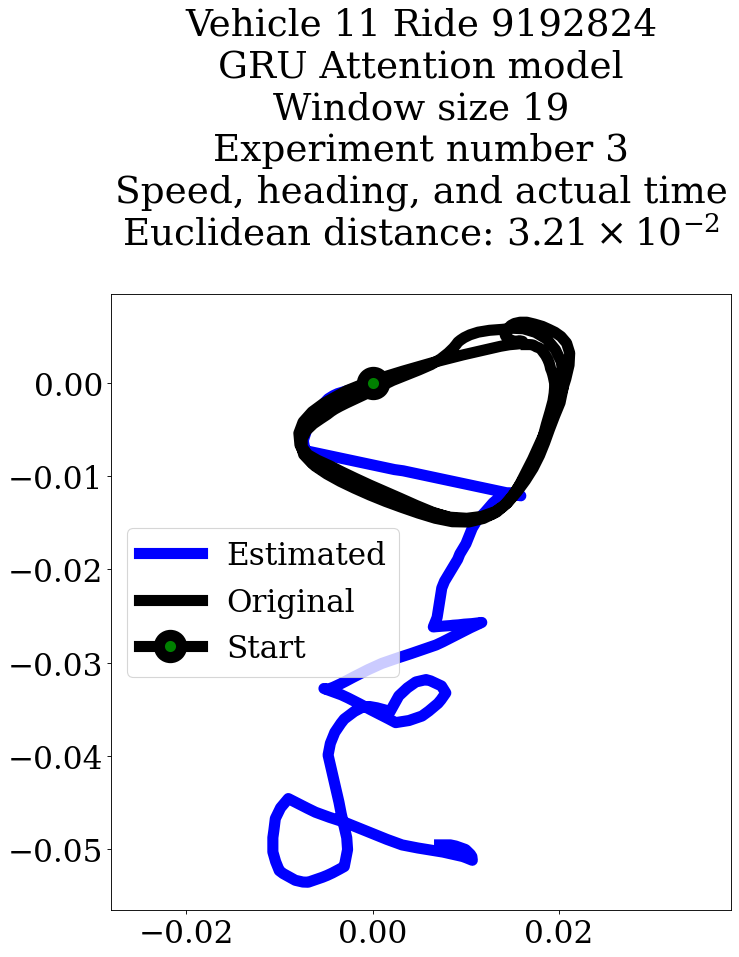 Vehicle 11 Ride 9192824
GRU Attention model
Window size 19
Experiment number 3
Speed, heading, and actual time
Euclidean distance: 3.21 × 10⁻²
0.00
−0.01
−0.02
−0.03
−0.04
−0.05
Estimated
Original
Start
−0.02 0.00 0.02